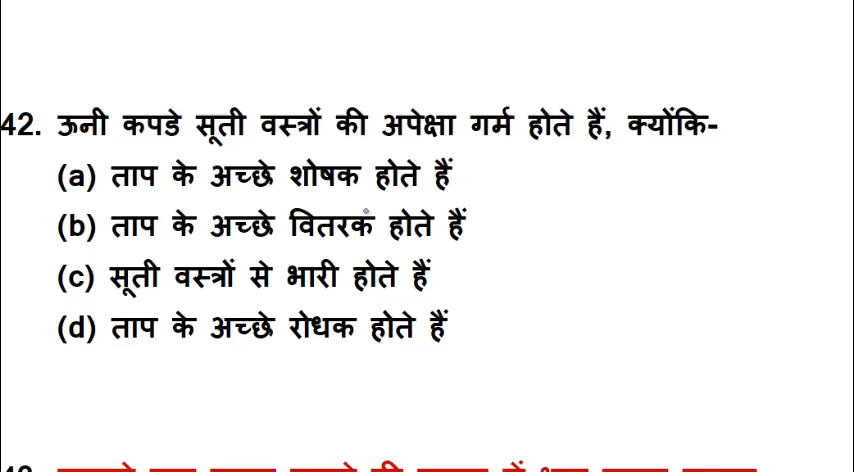 42. ऊनी कपडे सूती वस्त्रों की अपेक्षा गर्म होते हैं, क्योंकि-
(a) ताप के अच्छे शोषक होते हैं
(b) ताप के अच्छे वितरक होते हैं
(c) सूती वस्त्रों से भारी होते हैं
(d) ताप के अच्छे रोधक होते हैं